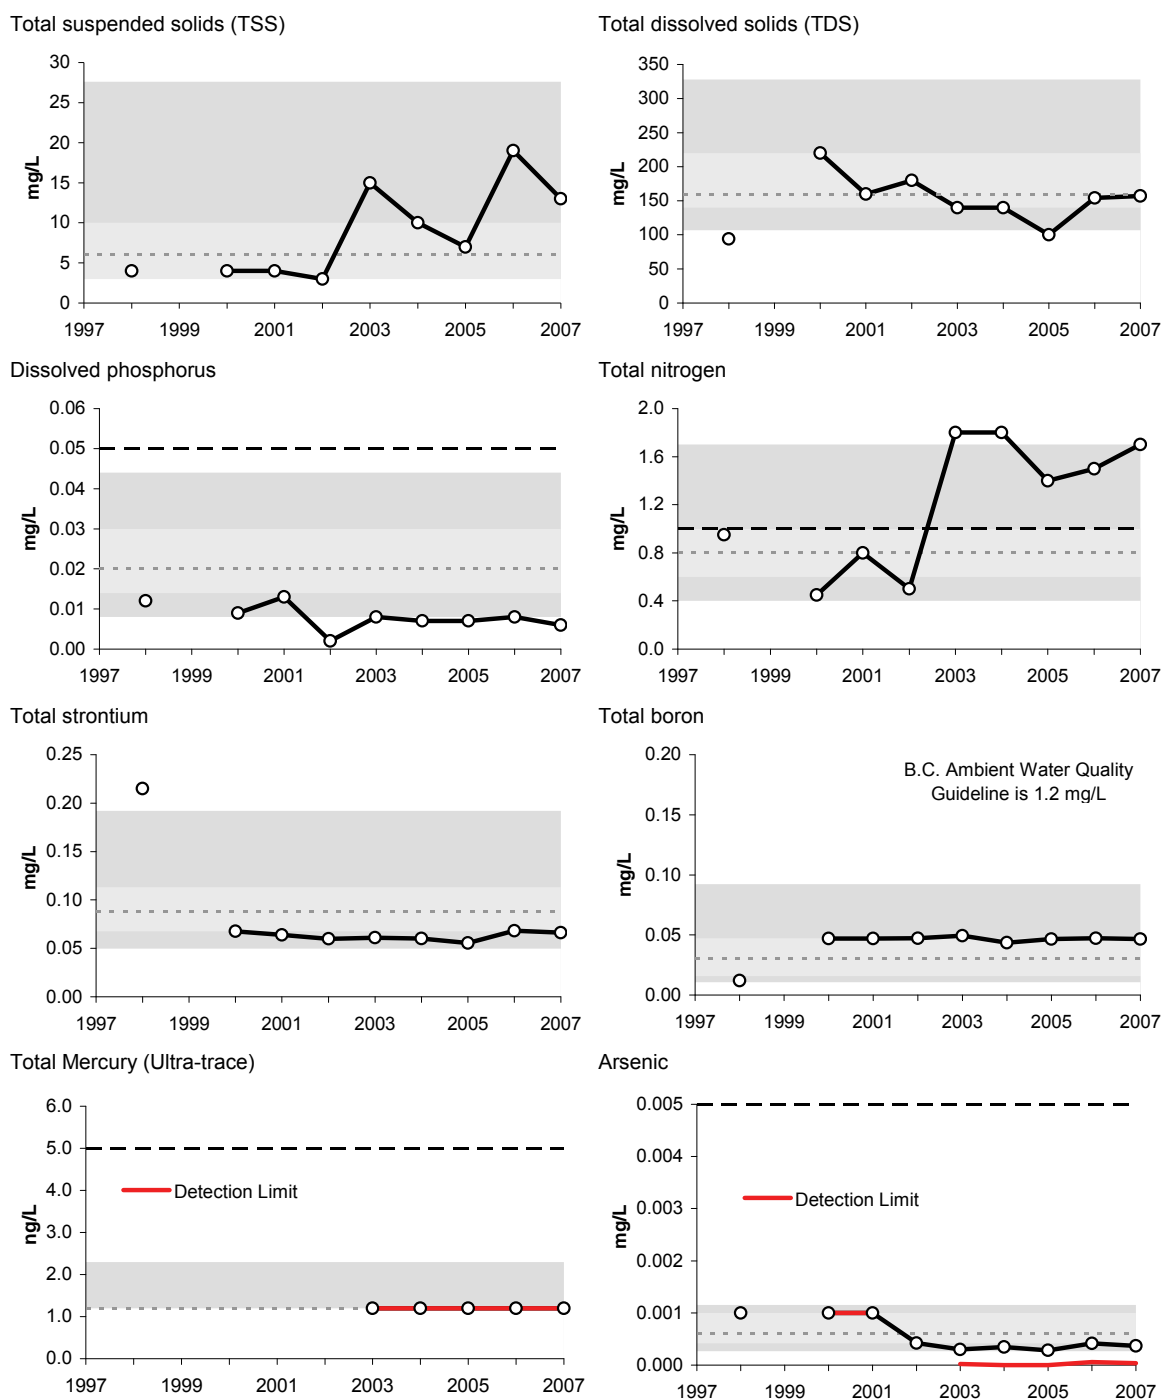 Total suspended solids (TSS)
30
25
20
15
10
5
0
mg/L
1997 1999 2001 2003 2005 2007
Total dissolved solids (TDS)
350
300
250
200
150
100
50
0
mg/L
1997 1999 2001 2003 2005 2007
Dissolved phosphorus
0.06
0.05
0.04
0.03
0.02
0.01
0.00
mg/L
1997 1999 2001 2003 2005 2007
Total nitrogen
2.0
1.6
1.2
0.8
0.4
0.0
mg/L
1997 1999 2001 2003 2005 2007
Total strontium
0.25
0.20
0.15
0.10
0.05
0.00
mg/L
1997 1999 2001 2003 2005 2007
Total boron
0.20
0.15
0.10
0.05
0.00
mg/L
B.C. Ambient Water Quality
Guideline is 1.2 mg/L
1997 1999 2001 2003 2005 2007
Total Mercury (Ultra-trace)
6.0
5.0
4.0
3.0
2.0
1.0
0.0
ng/L
Detection Limit
1997 1999 2001 2003 2005 2007
Arsenic
0.005
0.004
0.003
0.002
0.001
0.000
mg/L
Detection Limit
1997 1999 2001 2003 2005 2007